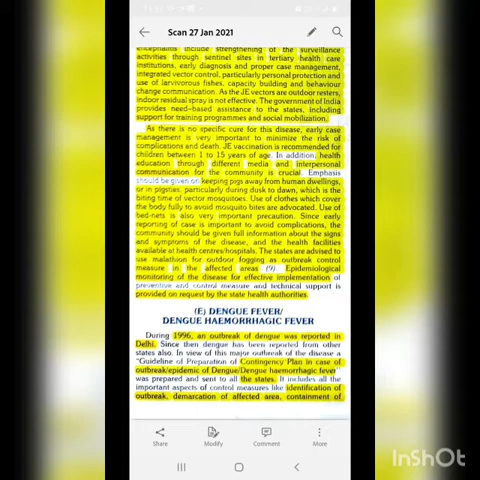 Scan 27 Jan 2021
encephalitis include strengthening of the surveillance
activities through sentinel sites in tertiary health care
institutions, early diagnosis and proper case management,
integrated vector control, particularly personal protection and
use of larvivorous fishes, capacity building and behaviour
change communication. As the JE vectors are outdoor resters,
indoor residual spray is not effective. The government of India
provides need-based assistance to the states, including
support for training programmes and social mobilization.
As there is no specific cure for this disease, early case
management is very important to minimize the risk of
complications and death. JE vaccination is recommended for
children between 1 to 15 years of age. In addition, health
education through different media and interpersonal
communication for the community is crucial. Emphasis
should be given on keeping pigs away from human dwellings,
or in pigsties, particularly during dusk to dawn, which is the
biting time of vector mosquitoes. Use of clothes which cover
the body fully to avoid mosquito bites are advocated. Use of
bed-nets is also very important precaution. Since early
reporting of case is important to avoid complications, the
community should be given full information about the signs
and symptoms of the disease, and the health facilities
available at health centres/hospitals. The states are advised to
use malathion for outdoor fogging as outbreak control
measure in the affected areas (9). Epidemiological
monitoring of the disease for effective implementation of
preventive and control measure and technical support is
provided on request by the state health authorities.
(E) DENGUE FEVER/
DENGUE HAEMORRHAGIC FEVER
During 1996, an outbreak of dengue was reported in
Delhi. Since then dengue has been reported from other
states also. In view of this major outbreak of the disease a
"Guideline of Preparation of Contingency Plan in case of
outbreak/epidemic of Dengue/Dengue haemorrhagic fever"
was prepared and sent to all the states. It includes all the
important aspects of control measures like identification of
outbreak, demarcation of affected area, containment of
Share Modify Comment More
InShOt